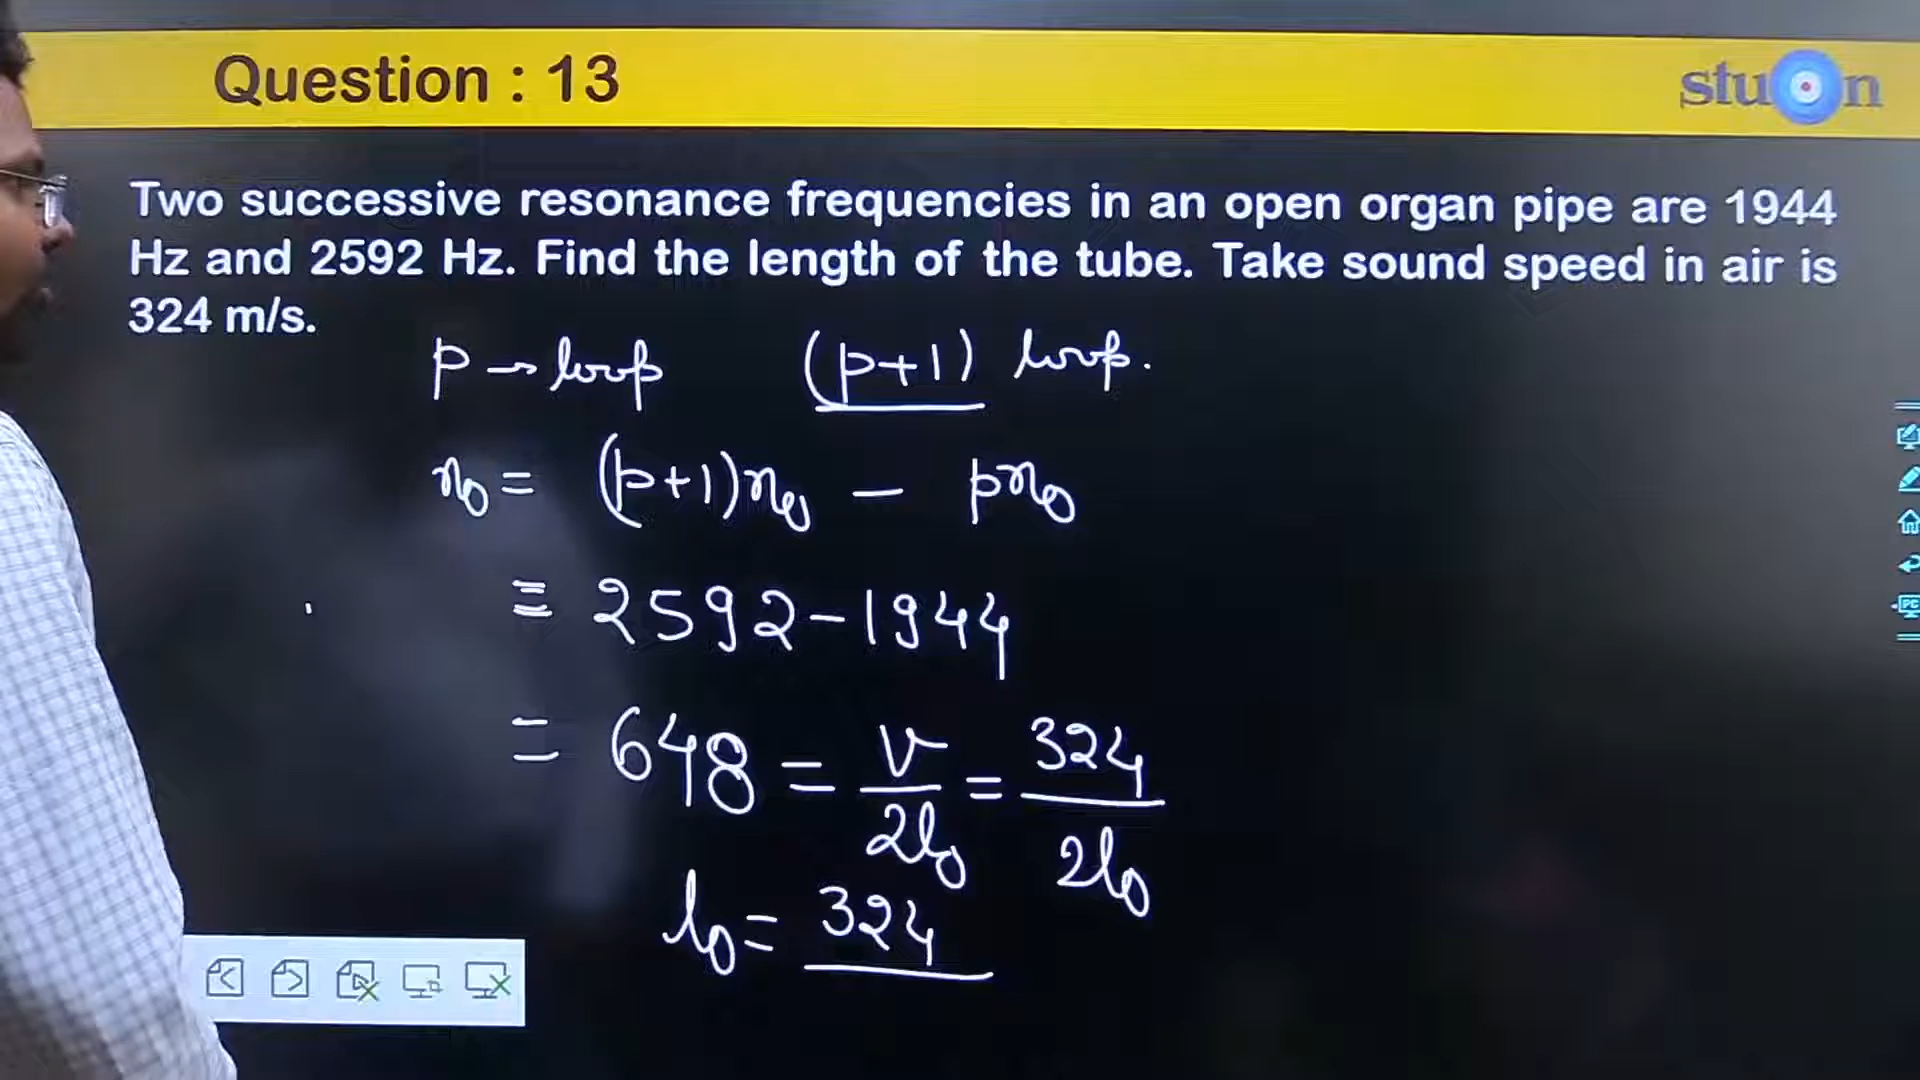 Question : 13
stuon
Two successive resonance frequencies in an open organ pipe are 1944
Hz and 2592 Hz. Find the length of the tube. Take sound speed in air is
324 m/s.
p → loop (p+1) loop.
n₀ = (p+1)n₀ − pn₀
= 2592−1944
= 648 = v/2l₀ = 324/2l₀
l₀ = 324
PC